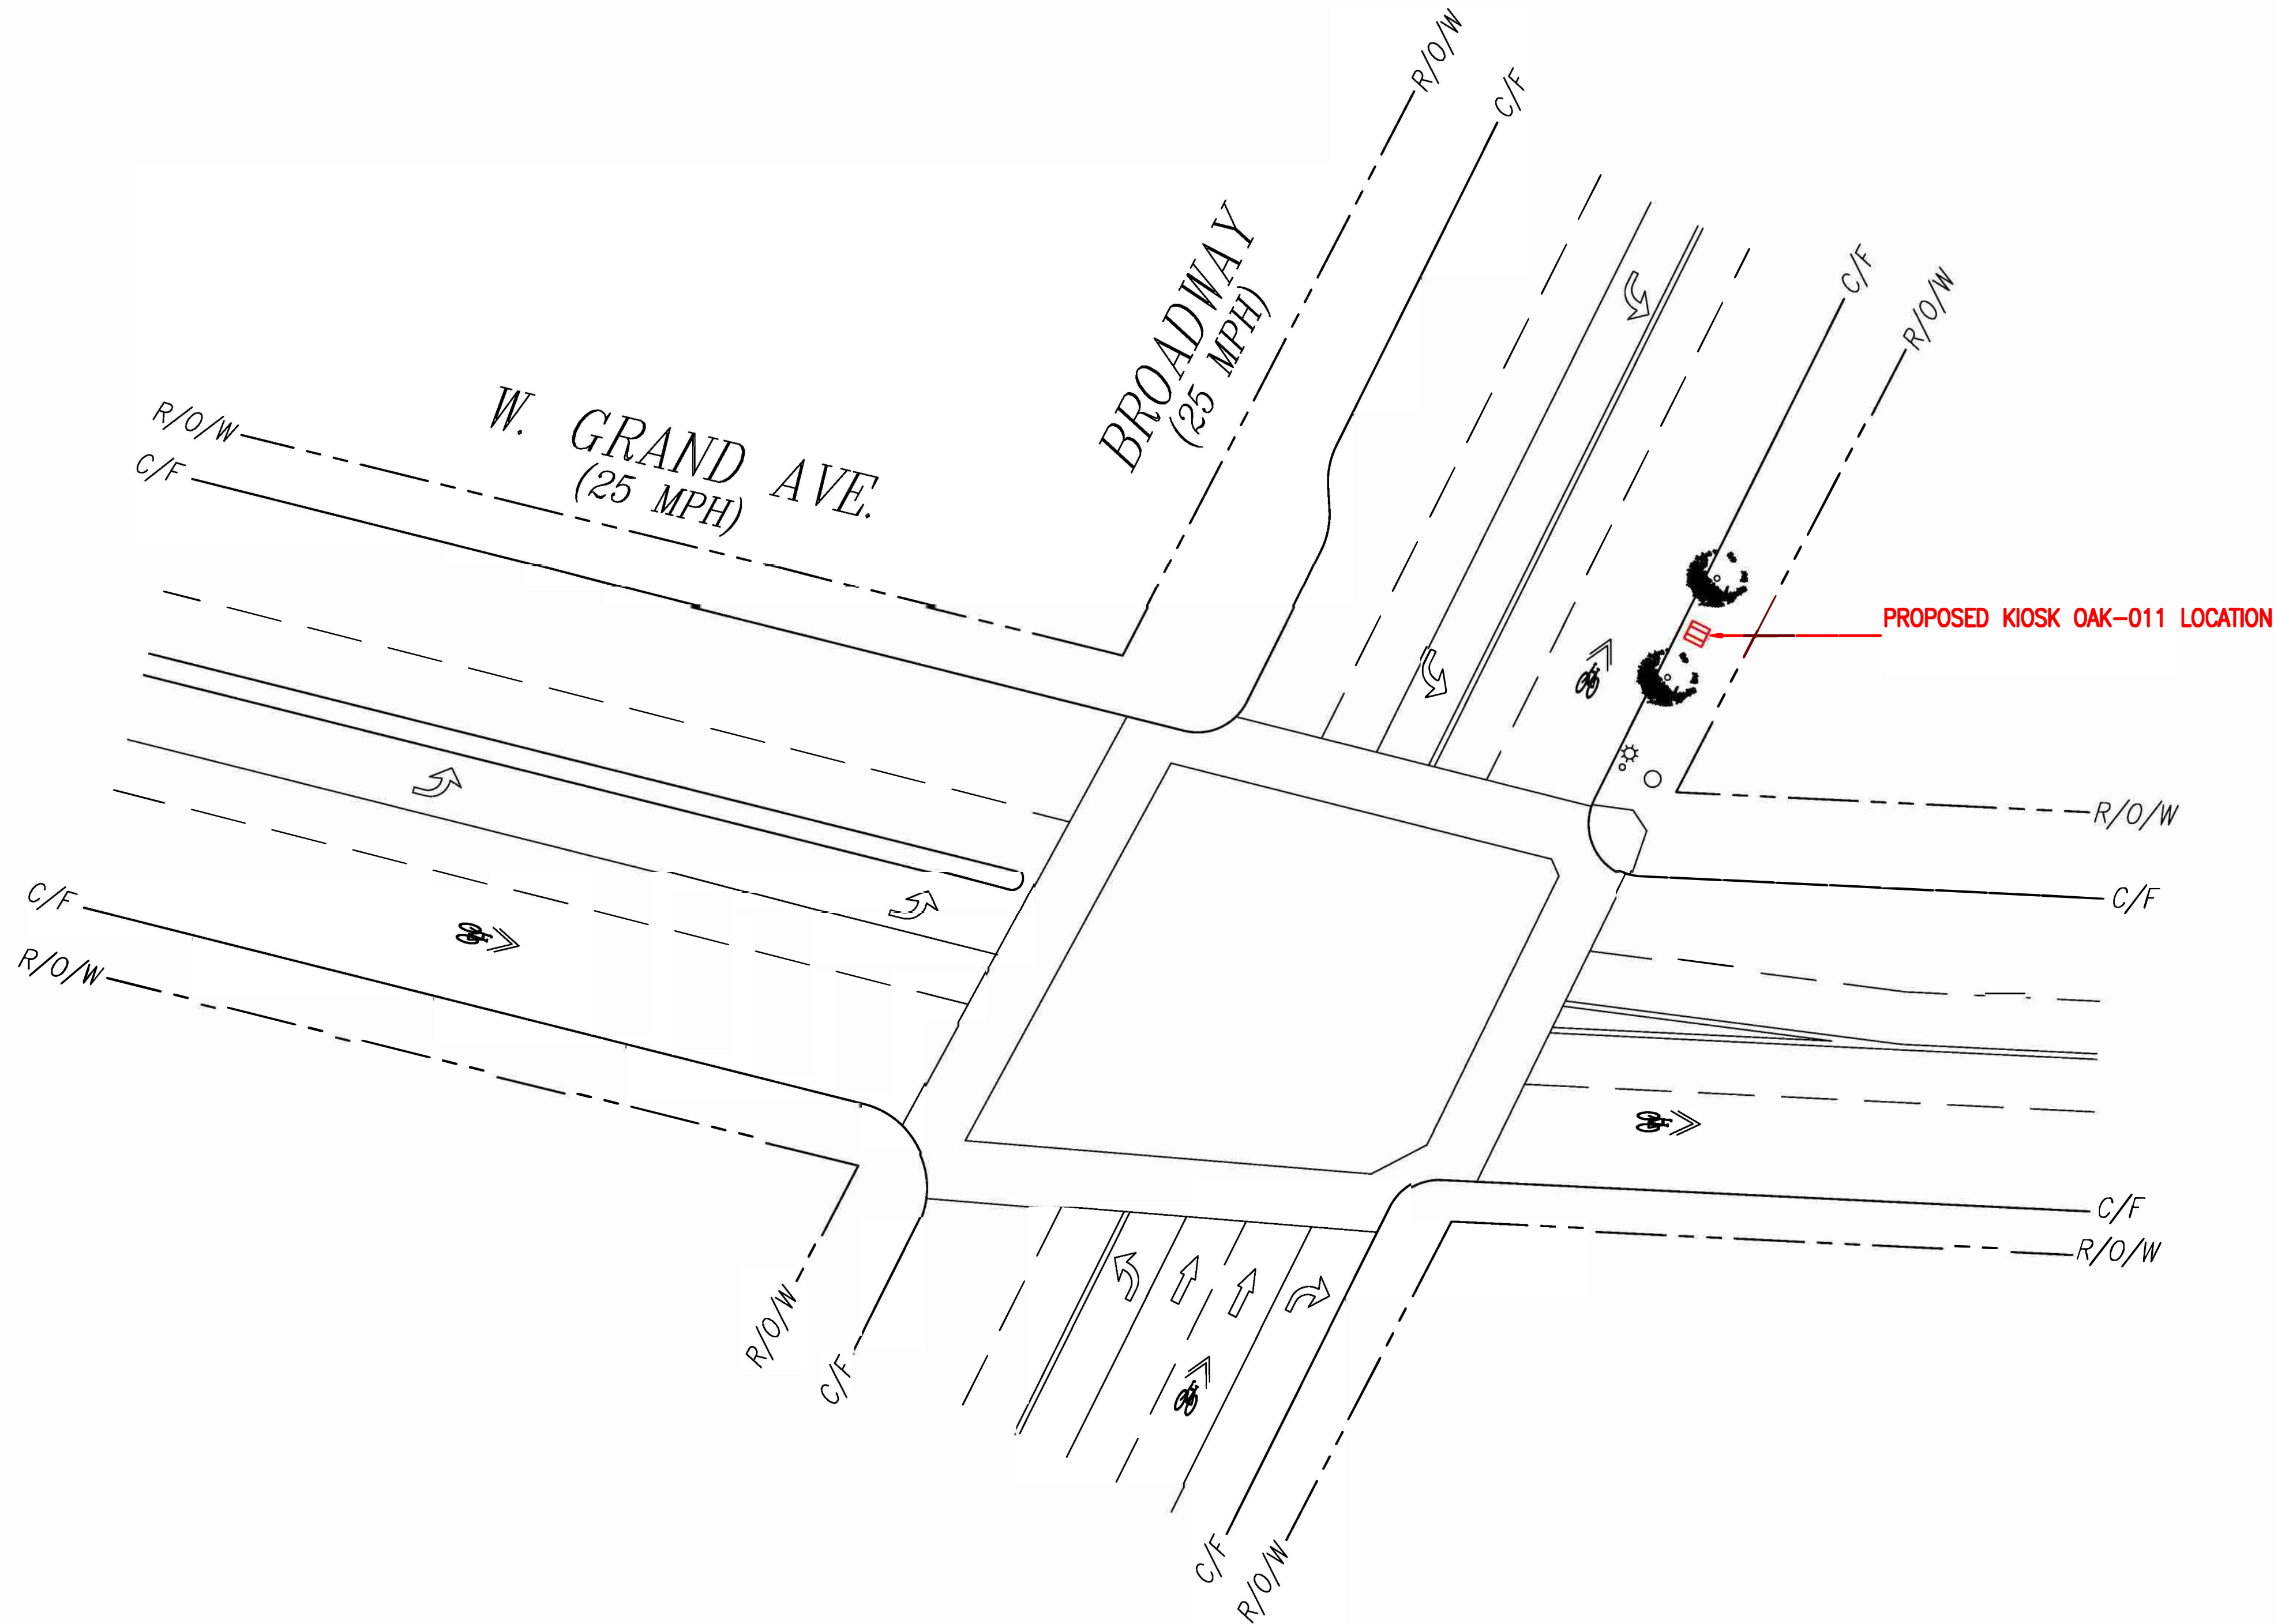 R/O/W
C/F
C/F
R/O/W
BROADWAY
(25 MPH)
W. GRAND AVE.
(25 MPH)
R/O/W
C/F
PROPOSED KIOSK OAK-011 LOCATION
R/O/W
C/F
C/F
R/O/W
C/F
R/O/W
R/O/W
C/F
C/F
R/O/W